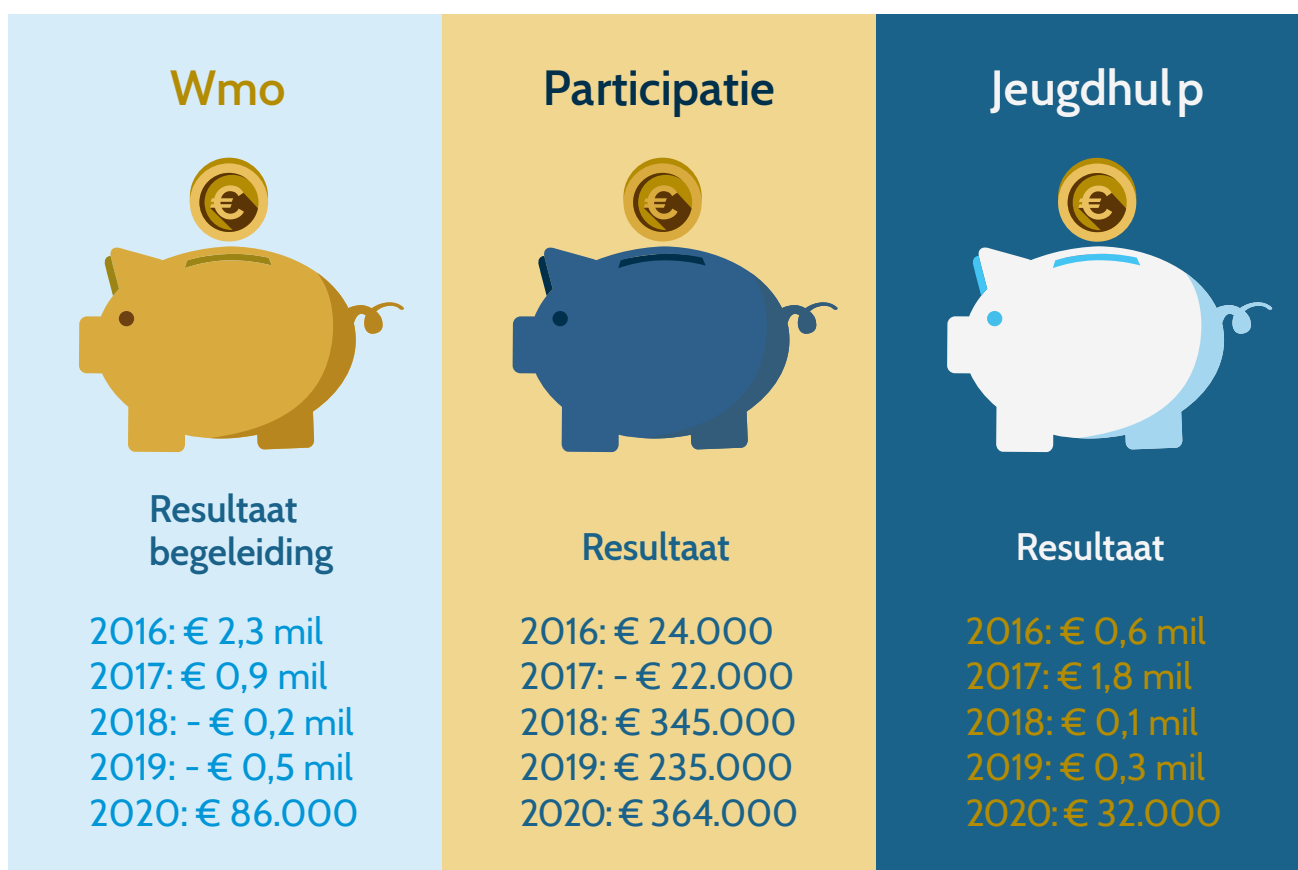 Wmo
€
Resultaat
begeleiding
2016: € 2,3 mil
2017: € 0,9 mil
2018: - € 0,2 mil
2019: - € 0,5 mil
2020: € 86.000
Participatie
€
Resultaat
2016: € 24.000
2017: - € 22.000
2018: € 345.000
2019: € 235.000
2020: € 364.000
Jeugdhulp
€
Resultaat
2016: € 0,6 mil
2017: € 1,8 mil
2018: € 0,1 mil
2019: € 0,3 mil
2020: € 32.000